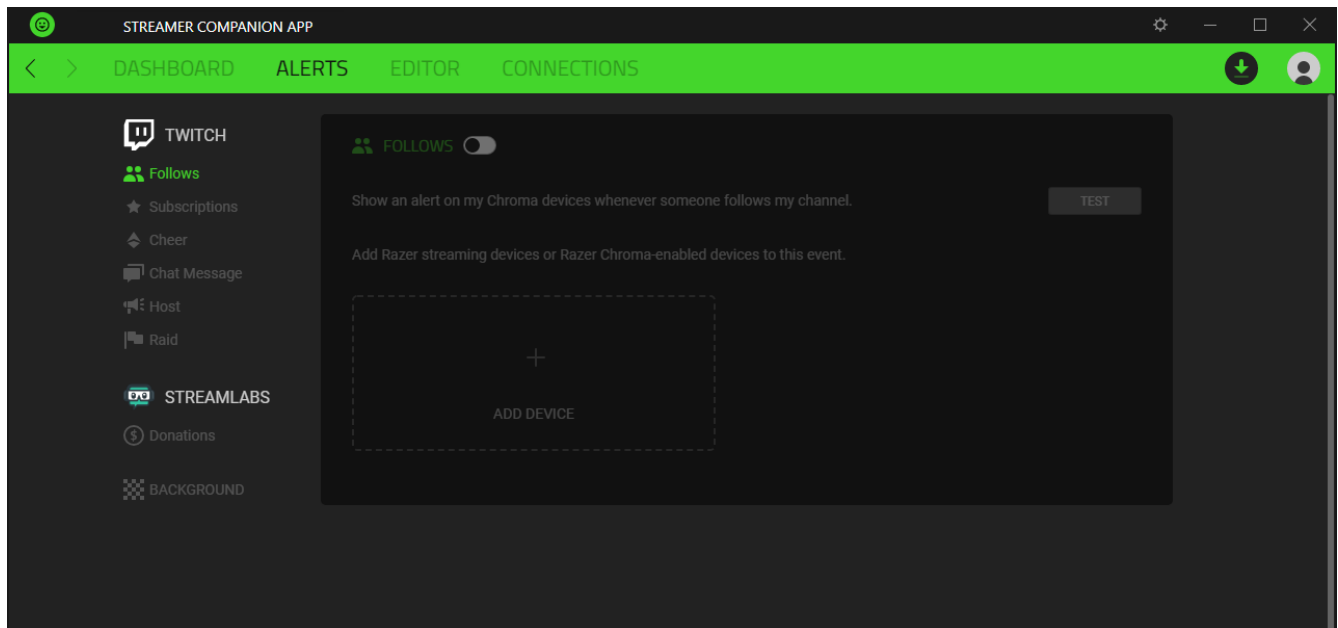 STREAMER COMPANION APP
DASHBOARD ALERTS EDITOR CONNECTIONS
TWITCH
Follows
Subscriptions
Cheer
Chat Message
Host
Raid
STREAMLABS
Donations
BACKGROUND
FOLLOWS
Show an alert on my Chroma devices whenever someone follows my channel.
TEST
Add Razer streaming devices or Razer Chroma-enabled devices to this event.
ADD DEVICE